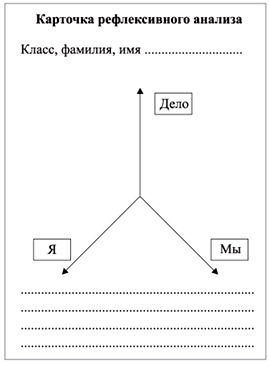 Карточка рефлексивного анализа
Класс, фамилия, имя ............................
Дело
Я
Мы